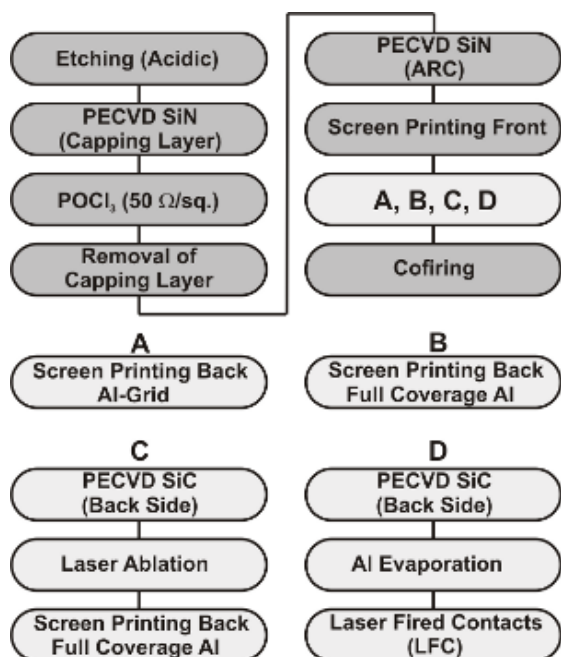 Etching (Acidic)
PECVD SiN
(Capping Layer)
POCl₃ (50 Ω/sq.)
Removal of
Capping Layer
PECVD SiN
(ARC)
Screen Printing Front
A, B, C, D
Cofiring
A
Screen Printing Back
Al-Grid
B
Screen Printing Back
Full Coverage Al
C
PECVD SiC
(Back Side)
Laser Ablation
Screen Printing Back
Full Coverage Al
D
PECVD SiC
(Back Side)
Al Evaporation
Laser Fired Contacts
(LFC)